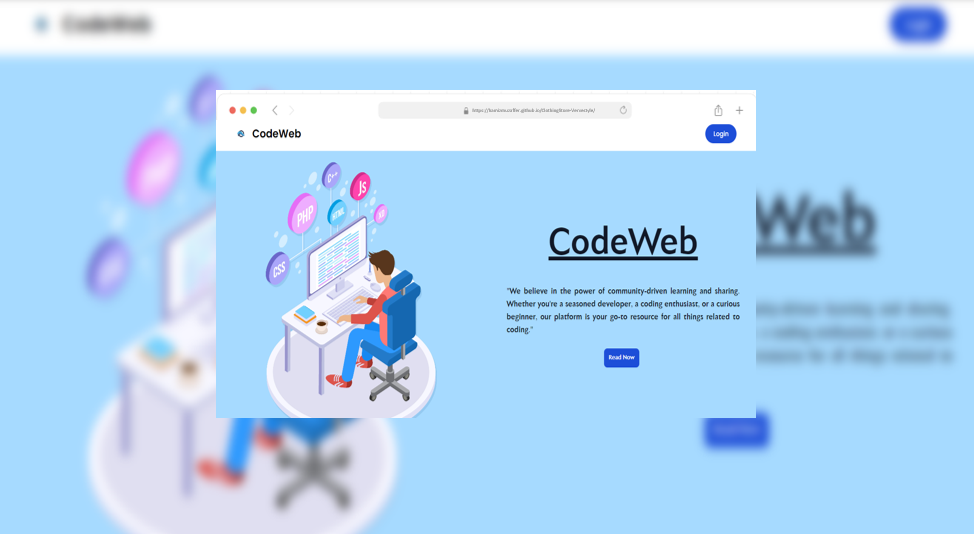 CodeWeb
Login
CodeWeb
Login
C++
JS
PHP
HTML
CSS
CodeWeb
"We believe in the power of community-driven learning and sharing.
Whether you're a seasoned developer, a coding enthusiast, or a curious
beginner, our platform is your go-to resource for all things related to
coding."
Read Now
Web